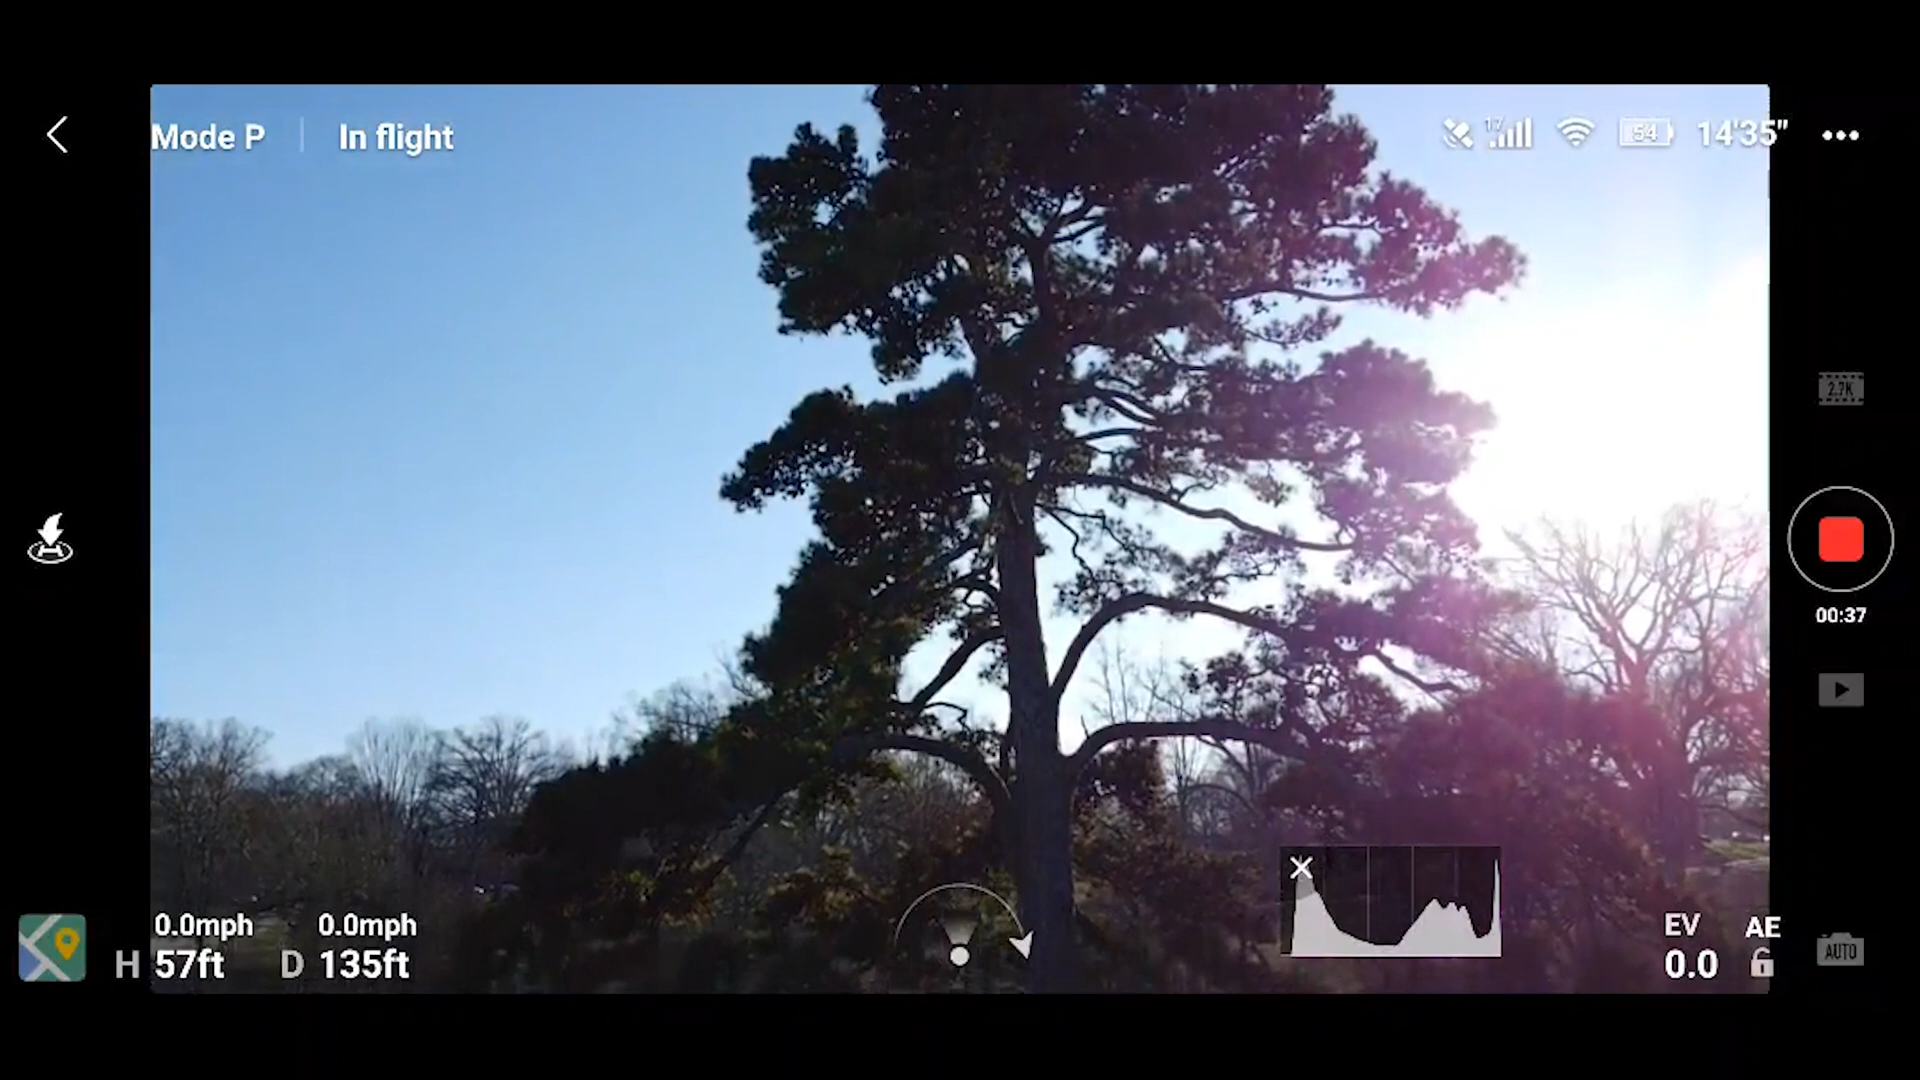 Mode P
In flight
17
54
14'35"
2.7K
00:37
0.0mph
0.0mph
H 57ft
D 135ft
EV
0.0
AE
AUTO